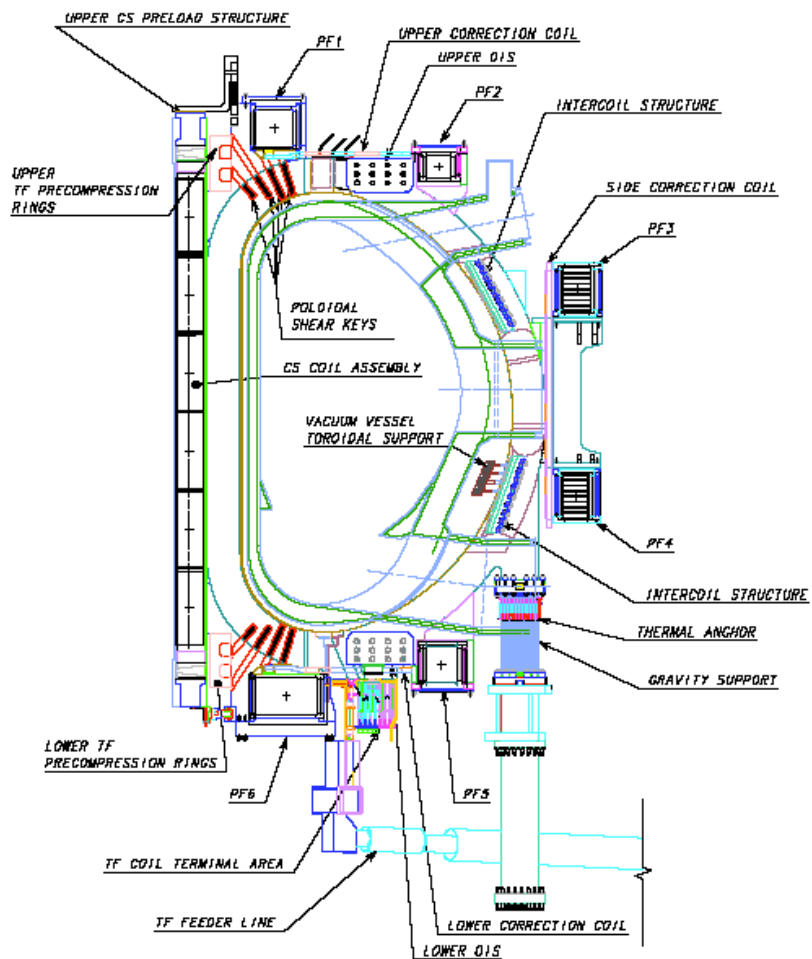 UPPER CS PRELOAD STRUCTURE
PF1
UPPER CORRECTION COIL
UPPER OIS
PF2
INTERCOIL STRUCTURE
UPPER
TF PRECOMPRESSION
RINGS
SIDE CORRECTION COIL
PF3
POLOIDAL
SHEAR KEYS
CS COIL ASSEMBLY
VACUUM VESSEL
TOROIDAL SUPPORT
PF4
INTERCOIL STRUCTURE
THERMAL ANCHOR
GRAVITY SUPPORT
LOWER TF
PRECOMPRESSION RINGS
PF6
PF5
TF COIL TERMINAL AREA
TF FEEDER LINE
LOWER CORRECTION COIL
LOWER OIS